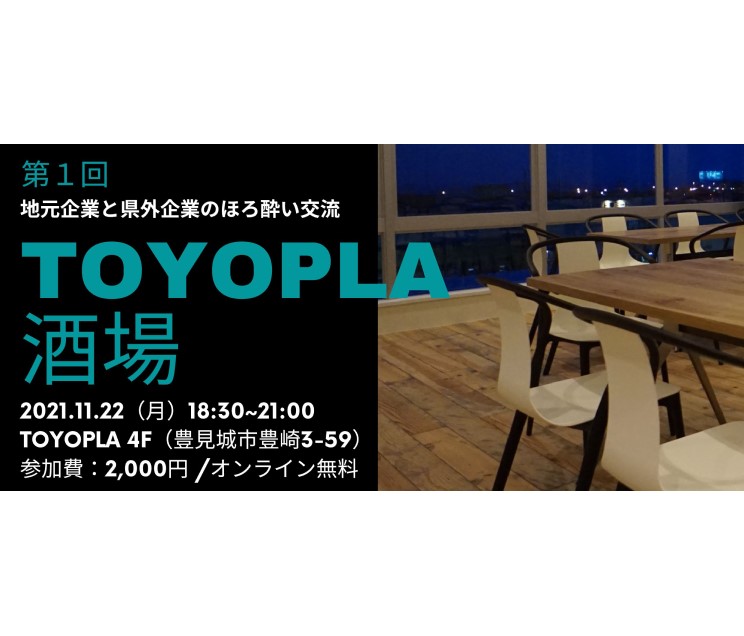 第１回
地元企業と県外企業のほろ酔い交流
TOYOPLA
酒場
2021.11.22（月）18:30~21:00
TOYOPLA 4F（豊見城市豊崎3-59）
参加費：2,000円 /オンライン無料